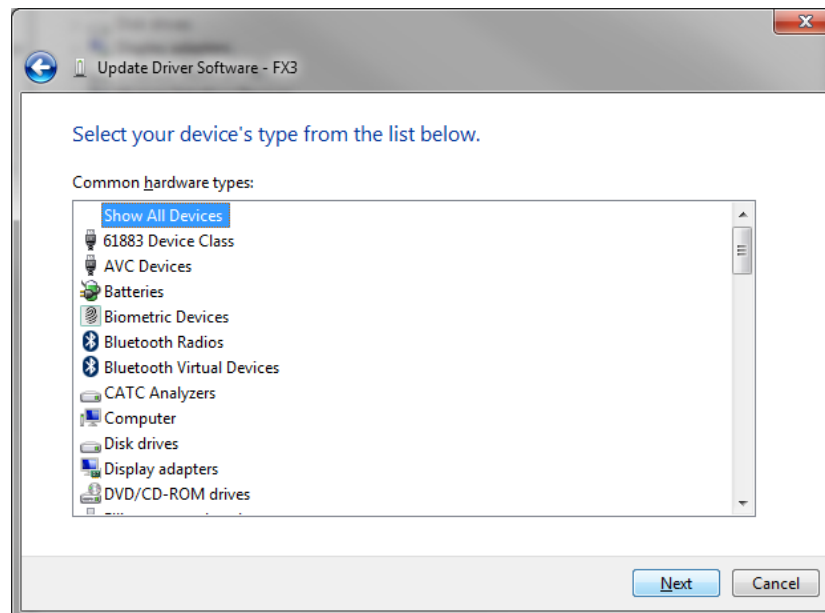 Update Driver Software - FX3
Select your device's type from the list below.
Common hardware types:
Show All Devices
61883 Device Class
AVC Devices
Batteries
Biometric Devices
Bluetooth Radios
Bluetooth Virtual Devices
CATC Analyzers
Computer
Disk drives
Display adapters
DVD/CD-ROM drives
Next
Cancel